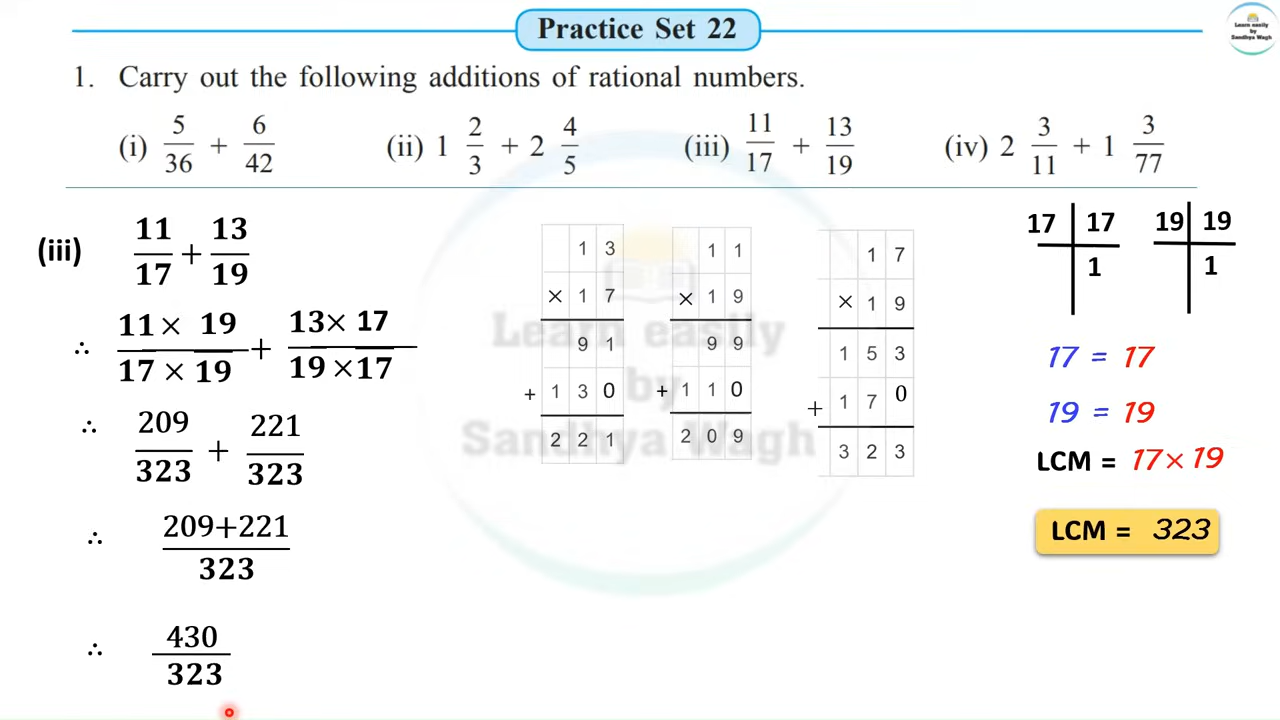 Practice Set 22
Learn easily
by
Sandhya Wagh
1. Carry out the following additions of rational numbers.
(i) 5/36 + 6/42 (ii) 1 2/3 + 2 4/5 (iii) 11/17 + 13/19 (iv) 2 3/11 + 1 3/77
(iii) 11/17 + 13/19
∴ 11 × 19/17 × 19 + 13 × 17/19 × 17
∴ 209/323 + 221/323
∴ 209+221/323
∴ 430/323
1 3
× 1 7
9 1
+ 1 3 0
2 2 1
1 1
× 1 9
9 9
+ 1 1 0
2 0 9
1 7
× 1 9
1 5 3
+ 1 7 0
3 2 3
17 | 17
1
19 | 19
1
17 = 17
19 = 19
LCM = 17 × 19
LCM = 323
Learn easily
by
Sandhya Wagh